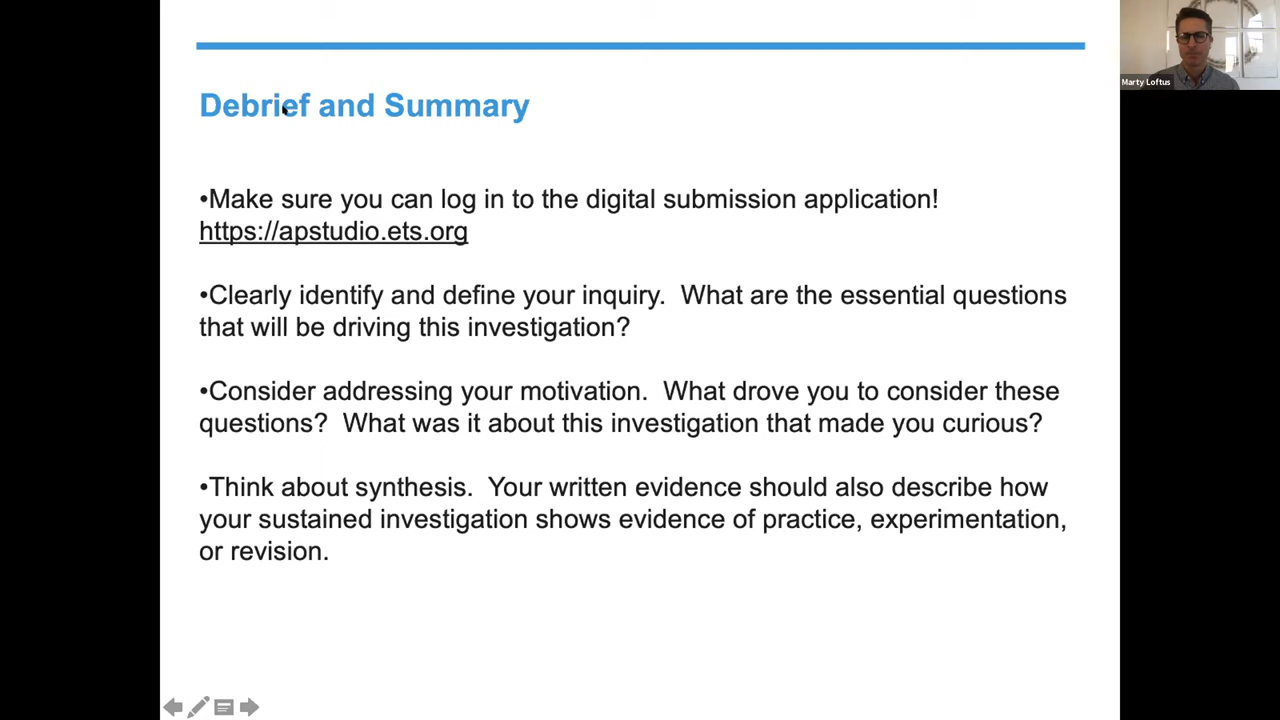 Debrief and Summary
•Make sure you can log in to the digital submission application!
https://apstudio.ets.org
•Clearly identify and define your inquiry.  What are the essential questions
that will be driving this investigation?
•Consider addressing your motivation.  What drove you to consider these
questions?  What was it about this investigation that made you curious?
•Think about synthesis.  Your written evidence should also describe how
your sustained investigation shows evidence of practice, experimentation,
or revision.
Marty Loftus